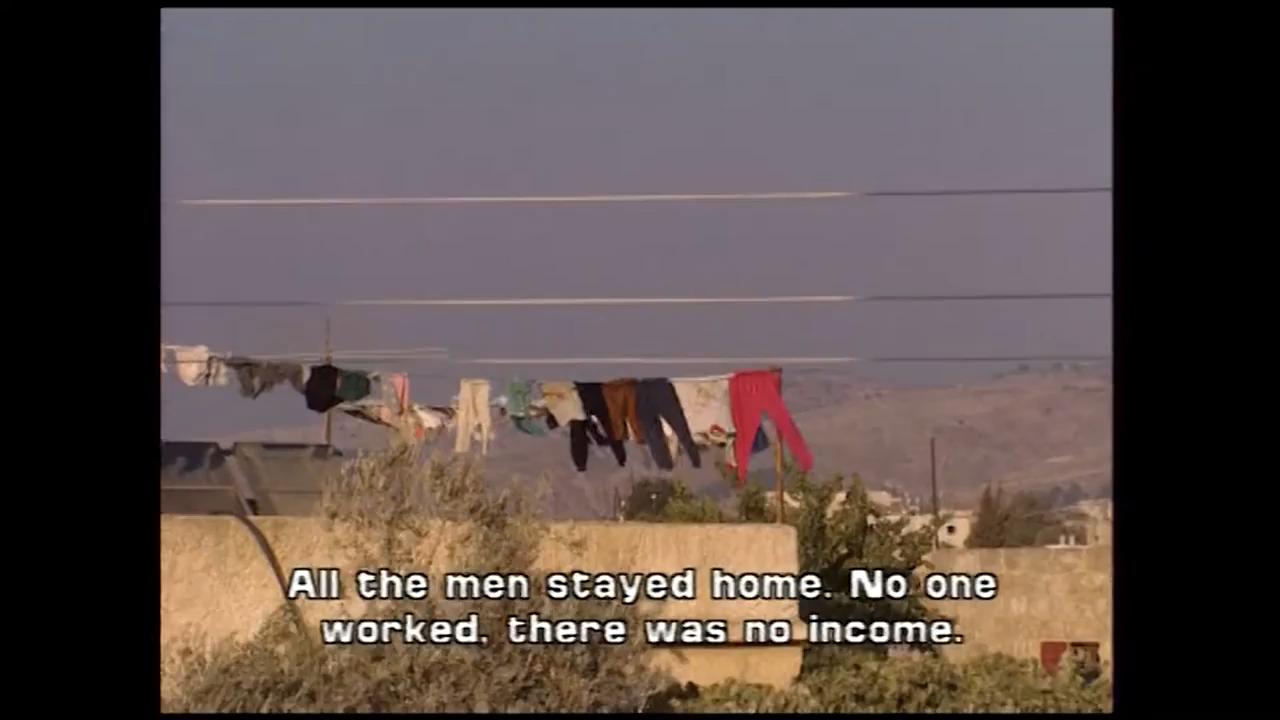 All the men stayed home. No one
worked, there was no income.